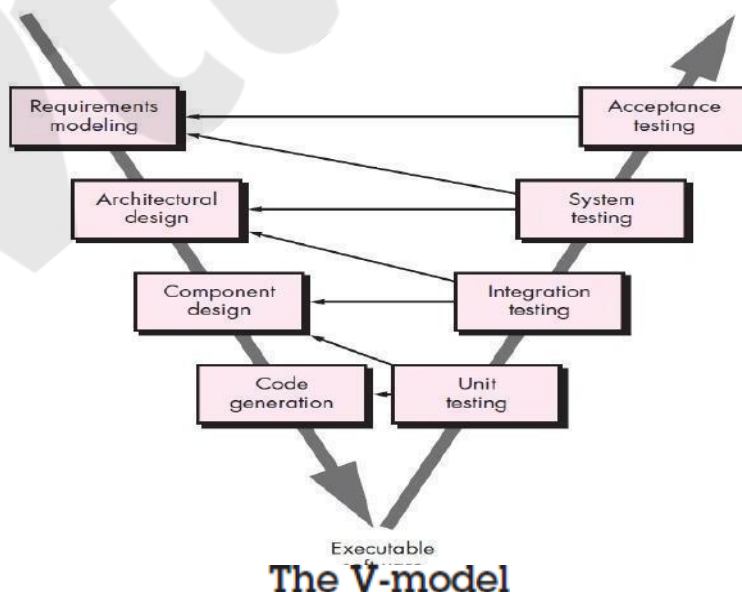 Requirements
modeling
Acceptance
testing
Architectural
design
System
testing
Component
design
Integration
testing
Code
generation
Unit
testing
Executable
The V-model